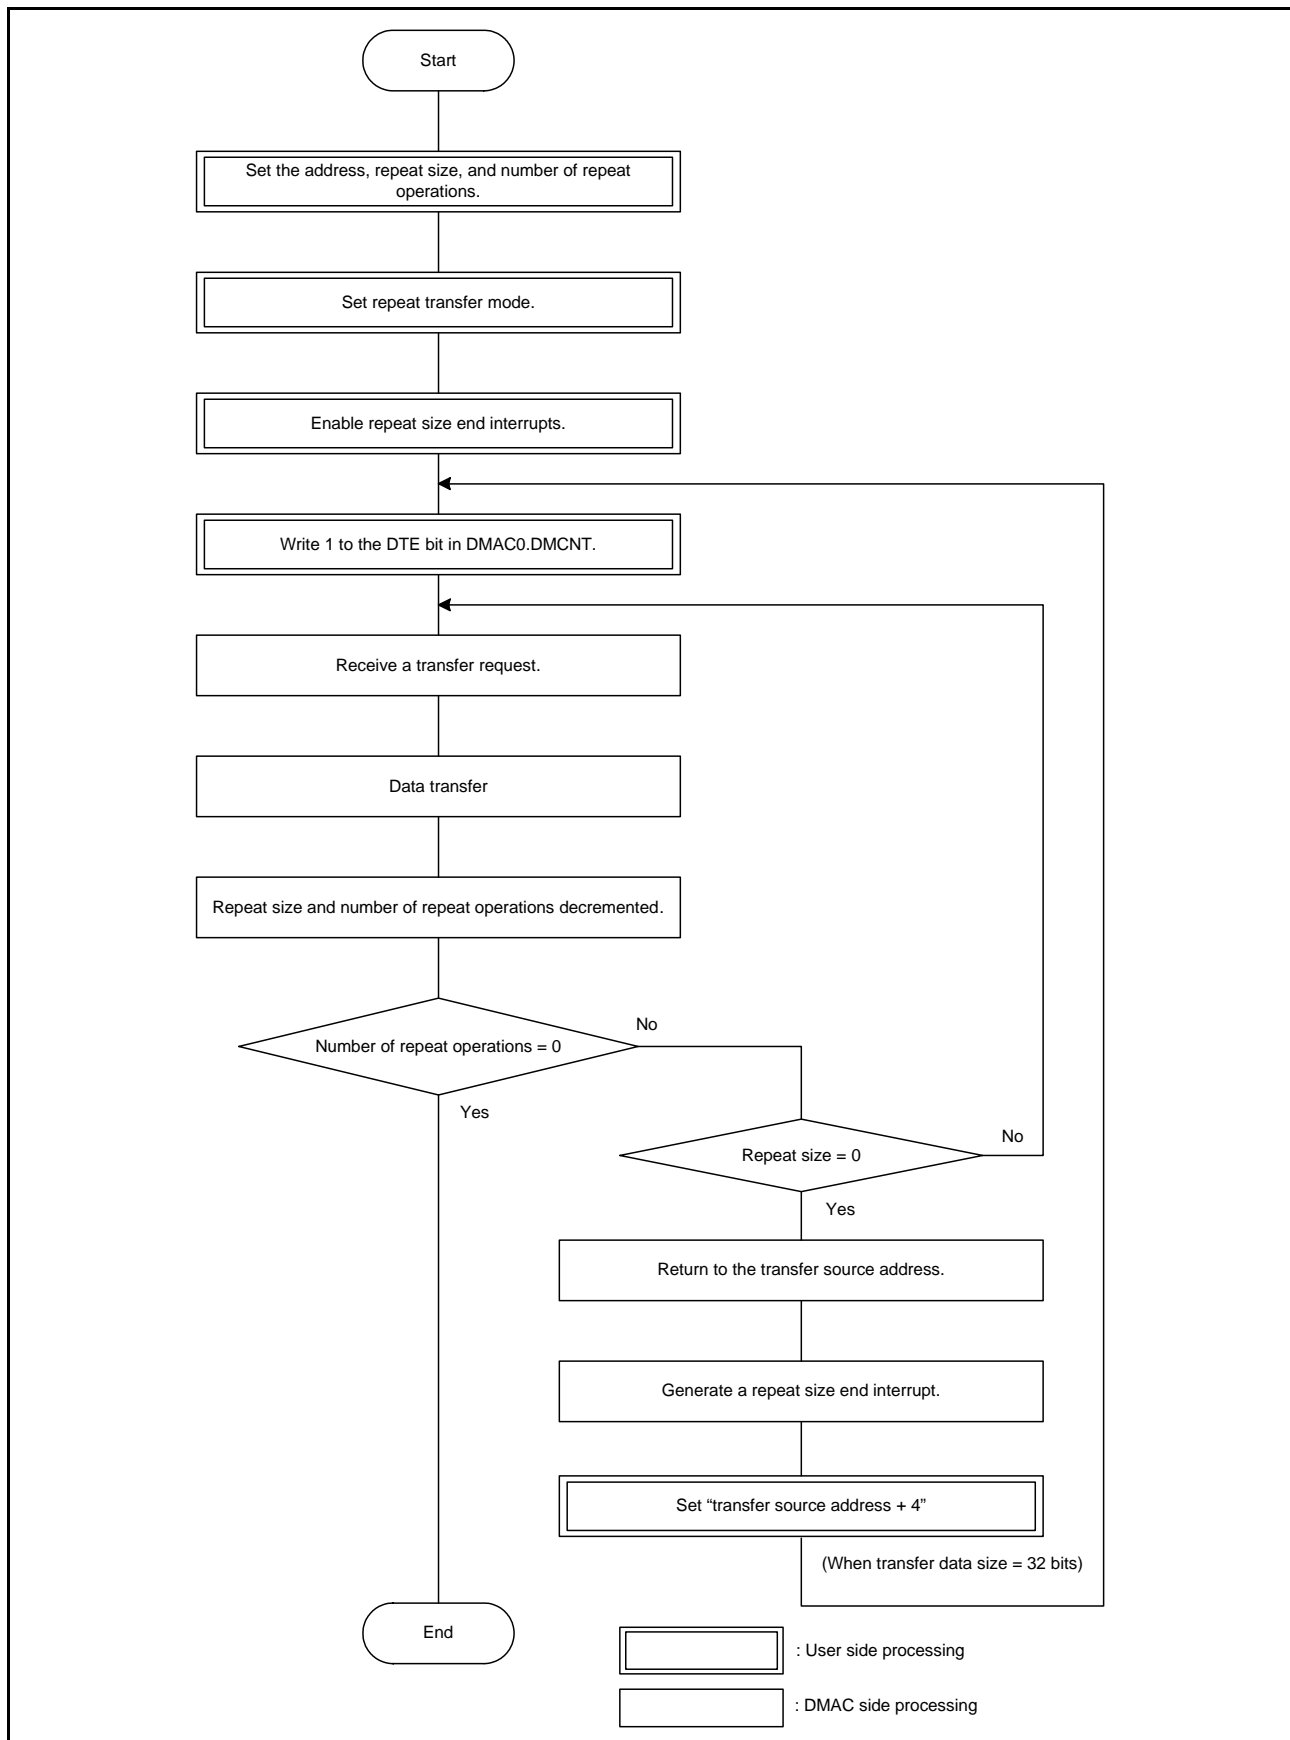 Start
Set the address, repeat size, and number of repeat
operations.
Set repeat transfer mode.
Enable repeat size end interrupts.
Write 1 to the DTE bit in DMAC0.DMCNT.
Receive a transfer request.
Data transfer
Repeat size and number of repeat operations decremented.
No
Number of repeat operations = 0
Yes
No
Repeat size = 0
Yes
Return to the transfer source address.
Generate a repeat size end interrupt.
Set “transfer source address + 4”
(When transfer data size = 32 bits)
End
: User side processing
: DMAC side processing